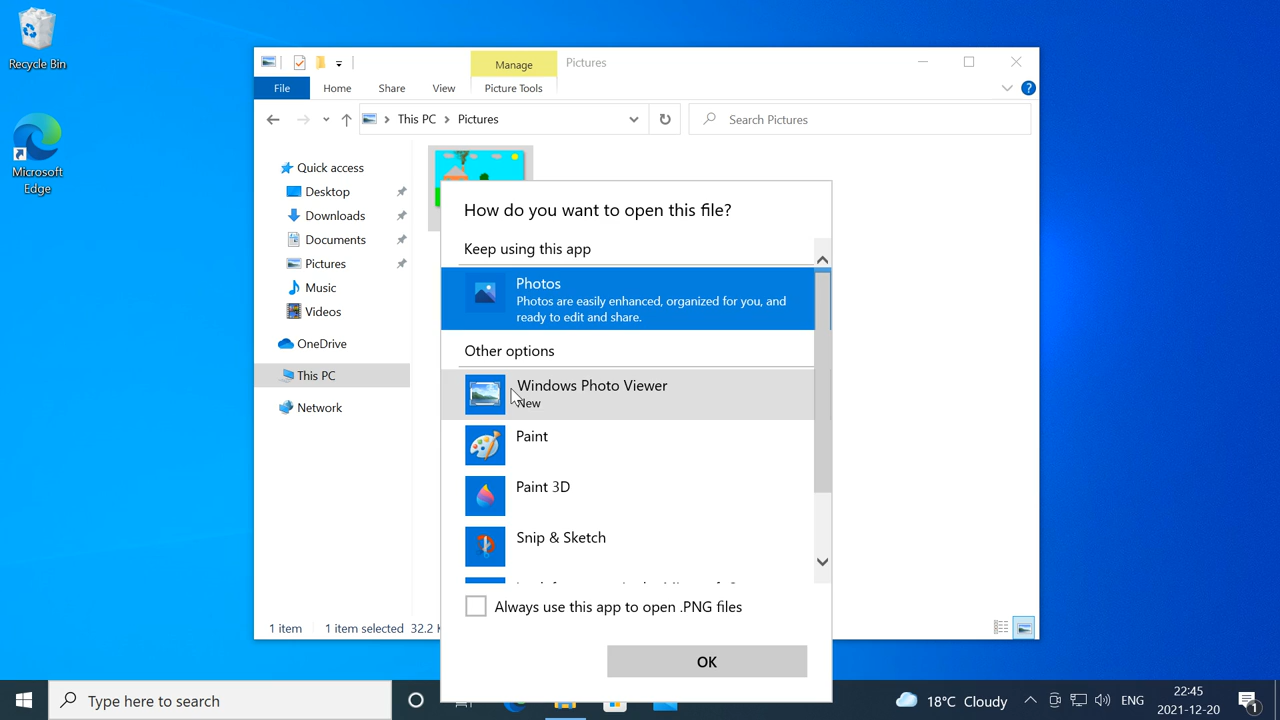 Recycle Bin
Microsoft
Edge
Manage
Pictures
File
Home
Share
View
Picture Tools
This PC
Pictures
Search Pictures
Quick access
Desktop
Downloads
Documents
Pictures
Music
Videos
OneDrive
This PC
Network
1 item
1 item selected
32.2
How do you want to open this file?
Keep using this app
Photos
Photos are easily enhanced, organized for you, and
ready to edit and share.
Other options
Windows Photo Viewer
New
Paint
Paint 3D
Snip & Sketch
Always use this app to open .PNG files
OK
Type here to search
18°C Cloudy
ENG
22:45
2021-12-20
1